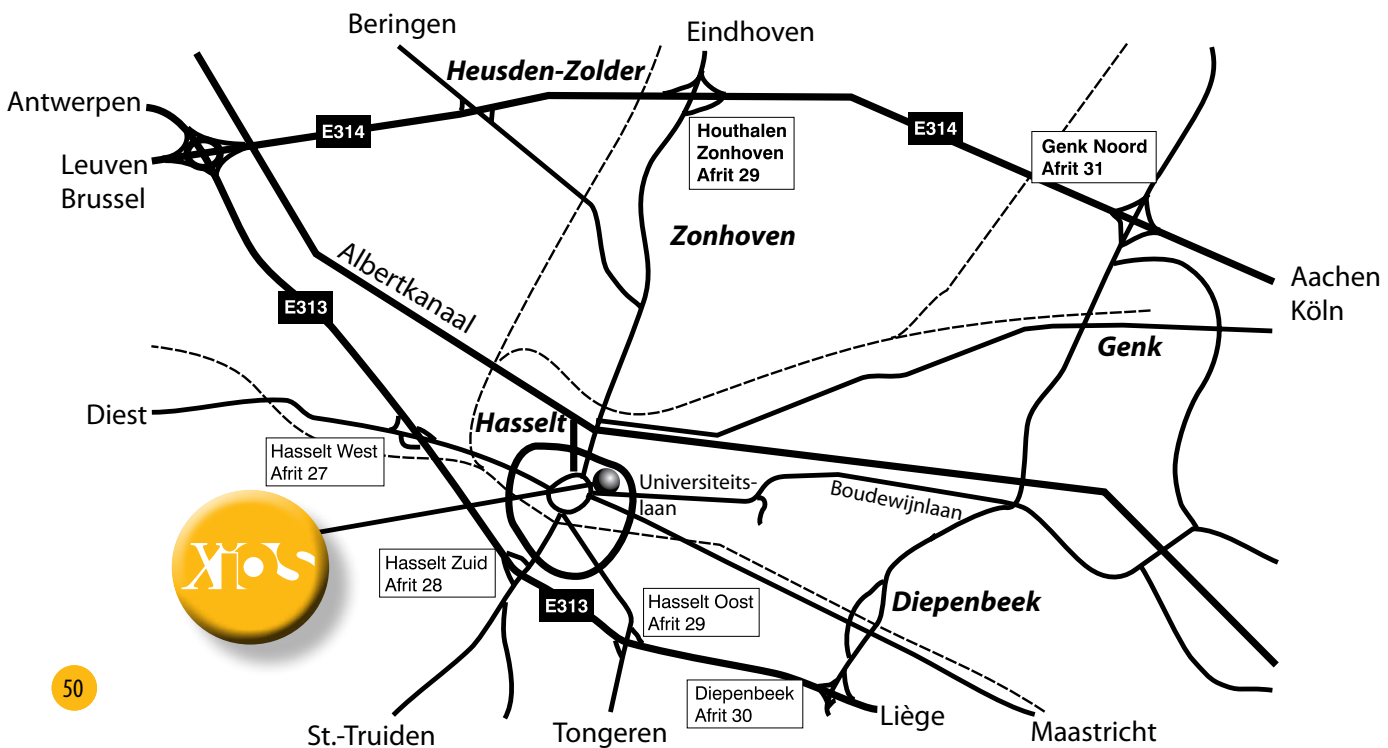 Beringen
Eindhoven
Heusden-Zolder
Antwerpen
E314
Houthalen
Zonhoven
Afrit 29
E314
Genk Noord
Afrit 31
Leuven
Brussel
Zonhoven
Albertkanaal
Aachen
Köln
E313
Genk
Diest
Hasselt
Hasselt West
Afrit 27
Universiteits-
laan
Boudewijnlaan
XIOS
Hasselt Zuid
Afrit 28
E313
Hasselt Oost
Afrit 29
Diepenbeek
50
Diepenbeek
Afrit 30
Liège
St.-Truiden
Tongeren
Maastricht